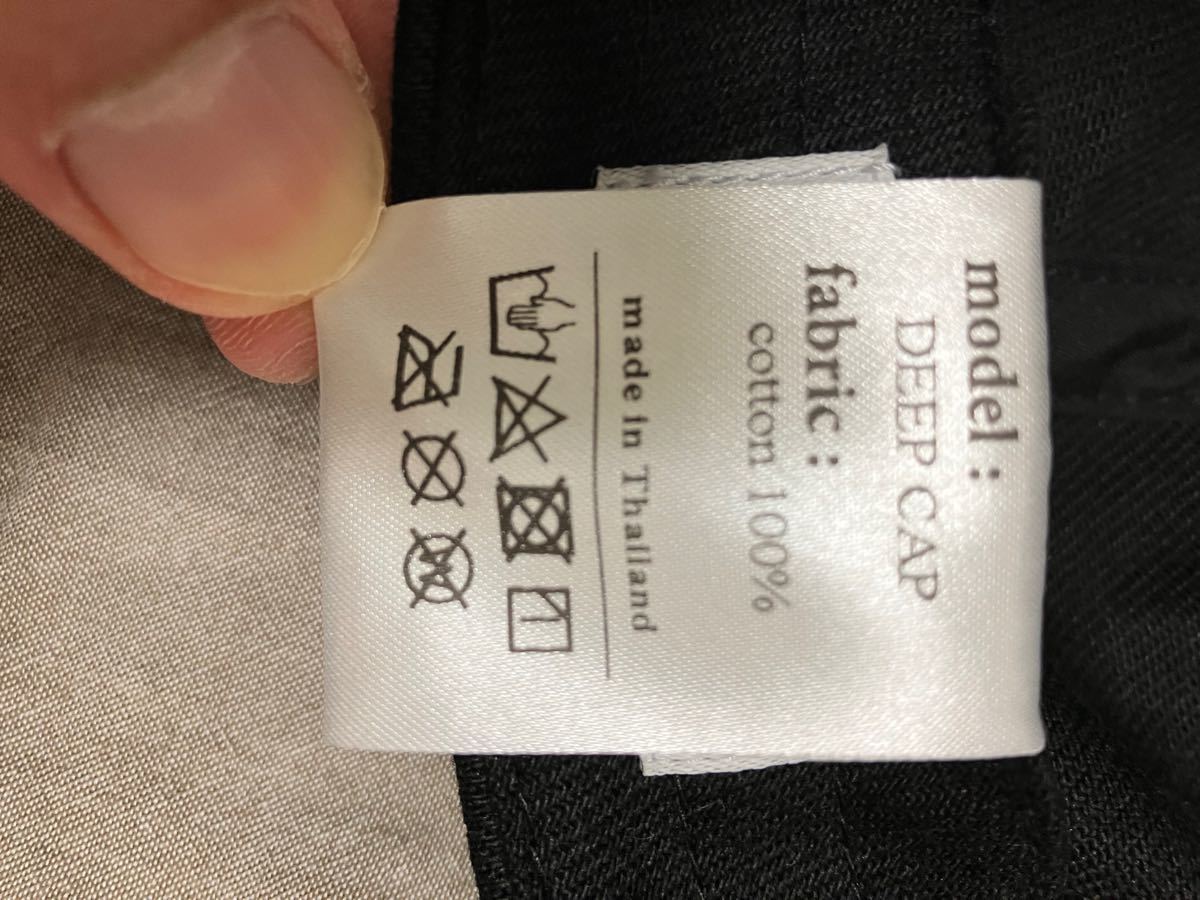 model :
DEEP CAP
fabric :
cotton 100%
made in Thailand